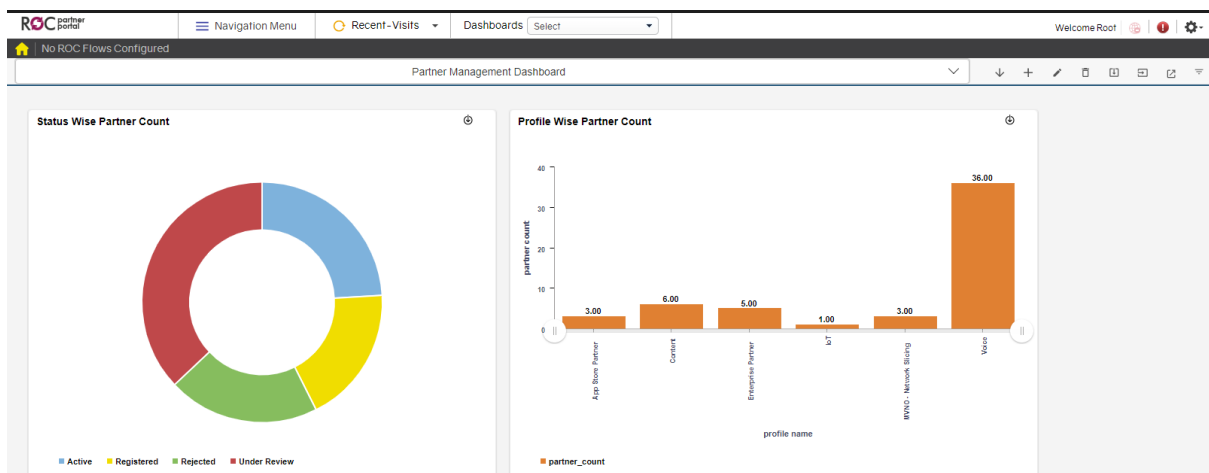 ROC partner portal
Navigation Menu
Recent-Visits
Dashboards
Select
Welcome Root
No ROC Flows Configured
Partner Management Dashboard
Status Wise Partner Count
Active
Registered
Rejected
Under Review
Profile Wise Partner Count
40
30
20
10
0
partner count
3.00
6.00
5.00
1.00
3.00
36.00
App Store Partner
Content
Enterprise Partner
IoT
MVNO - Network Slicing
Voice
profile name
partner_count